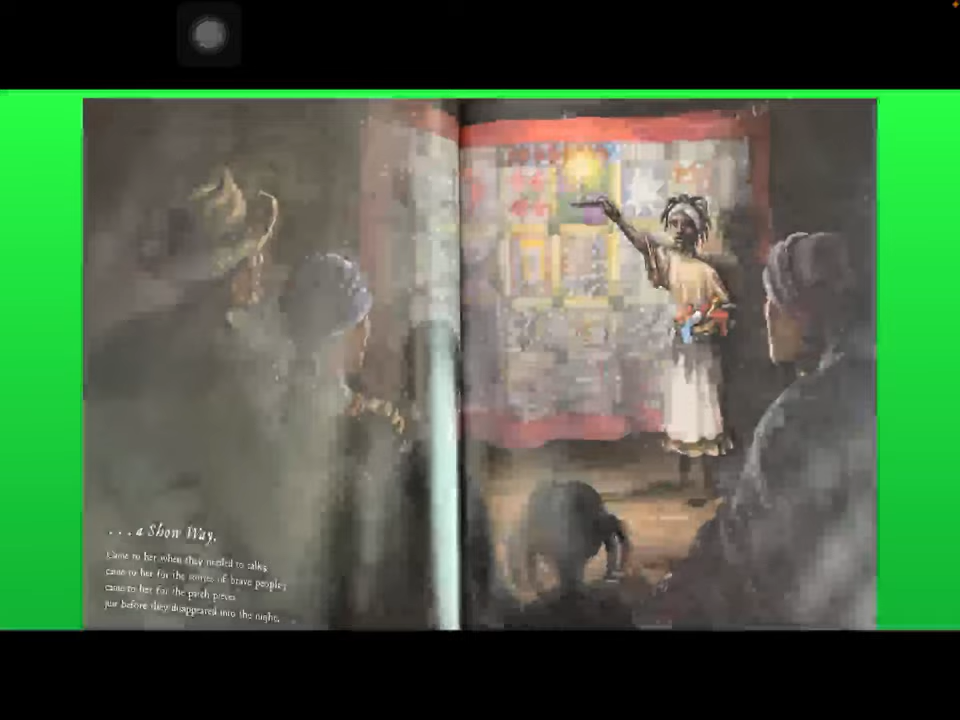 . . . a Show Way.
Came to her when they needed to talk,
came to her for the stories of brave people,
came to her for the patch pieces
just before they disappeared into the night.